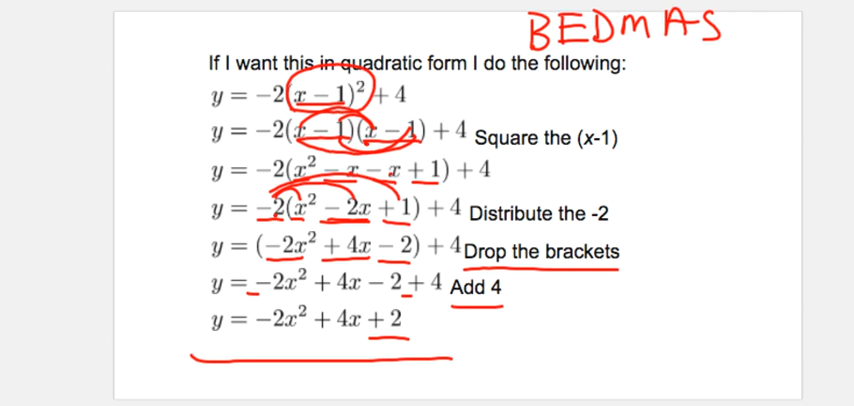 BEDMAS
If I want this in quadratic form I do the following:
y = −2(x − 1)² + 4
y = −2(x − 1)(x − 1) + 4 Square the (x-1)
y = −2(x² − x − x + 1) + 4
y = −2(x² − 2x + 1) + 4 Distribute the -2
y = (−2x² + 4x − 2) + 4 Drop the brackets
y = −2x² + 4x − 2 + 4 Add 4
y = −2x² + 4x + 2